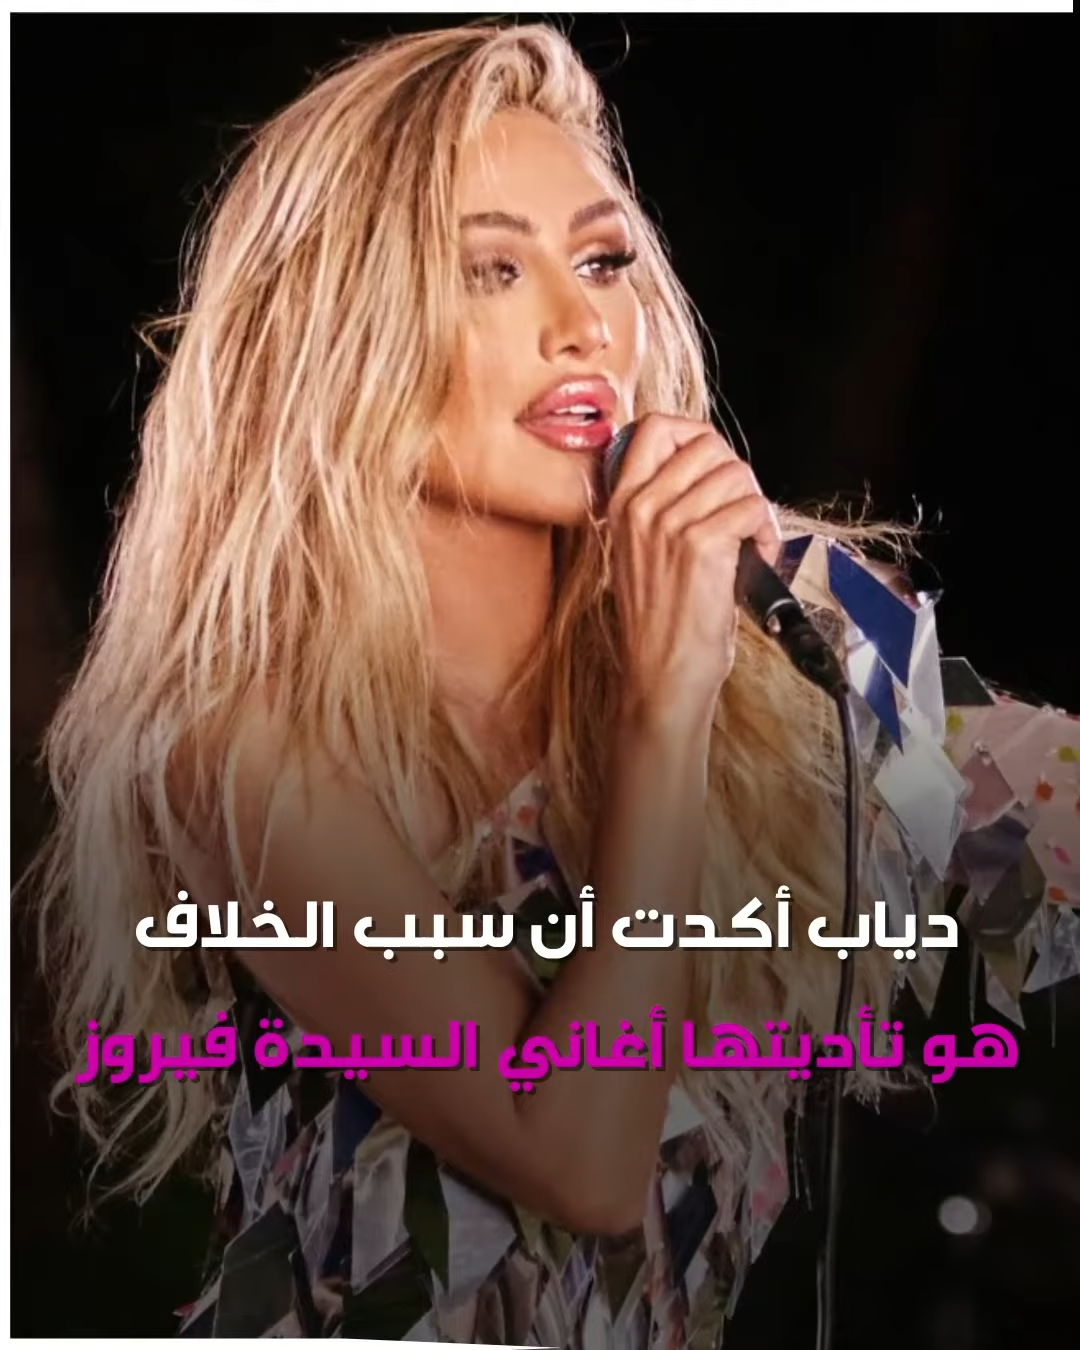 دياب أكدت أن سبب الخلاف
هو تأديتها أغاني السيدة فيروز